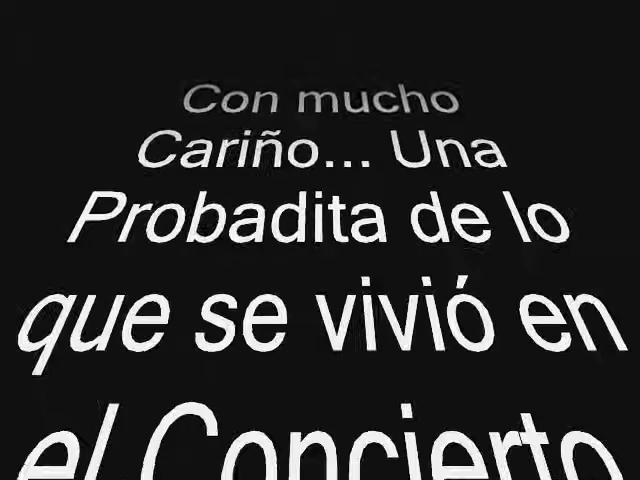 Con mucho
Cariño... Una
Probadita de lo
que se vivió en
el Concierto